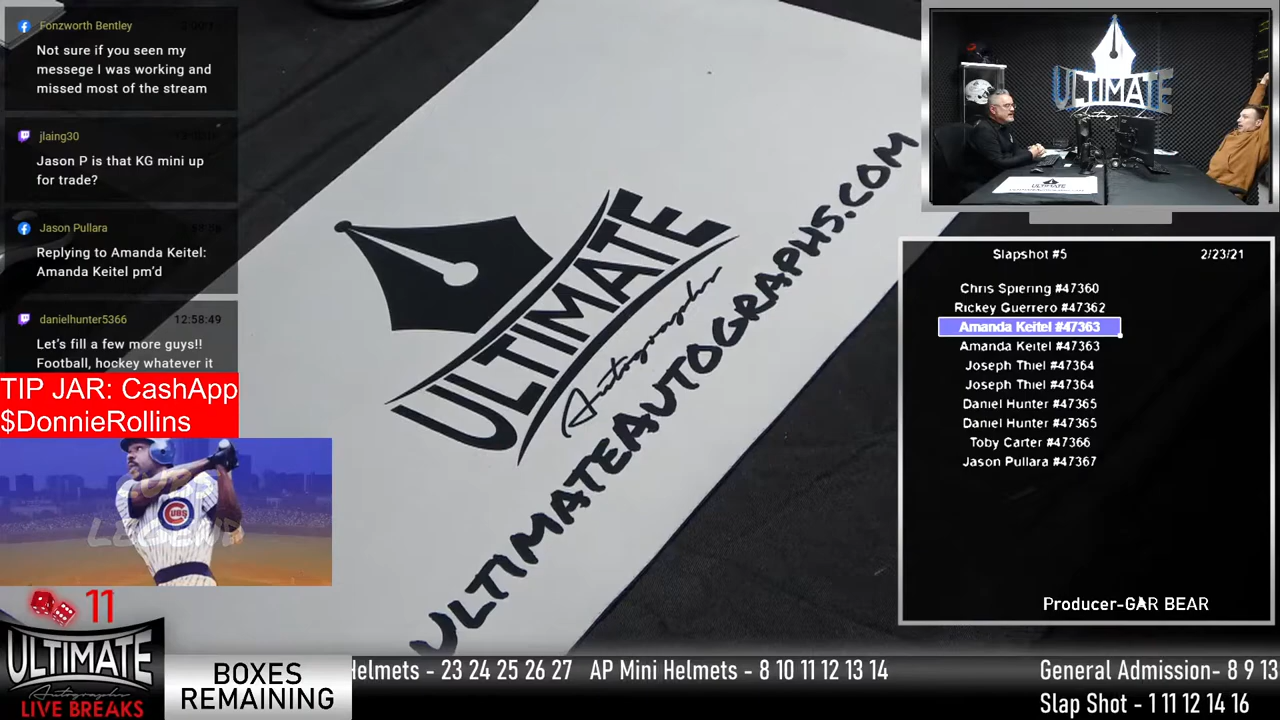 Fonzworth Bentley
Not sure if you seen my
messege I was working and
missed most of the stream
jlaing30
Jason P is that KG mini up
for trade?
Jason Pullara
Replying to Amanda Keitel:
Amanda Keitel pm'd
danielhunter5366 12:58:49
Let's fill a few more guys!!
Football, hockey whatever it
TIP JAR: CashApp
$DonnieRollins
11
ULTIMATE
Autographs
LIVE BREAKS
BOXES
REMAINING
ULTIMATE
Autographs
ULTIMATEAUTOGRAPHS.COM
ULTIMATE
Autographs
ULTIMATE
Slapshot #5 2/23/21
Chris Spiering #47360
Rickey Guerrero #47362
Amanda Keitel #47363
Amanda Keitel #47363
Joseph Thiel #47364
Joseph Thiel #47364
Daniel Hunter #47365
Daniel Hunter #47365
Toby Carter #47366
Jason Pullara #47367
Producer-GAR BEAR
Helmets - 23 24 25 26 27 AP Mini Helmets - 8 10 11 12 13 14
General Admission- 8 9 13
Slap Shot - 1 11 12 14 16